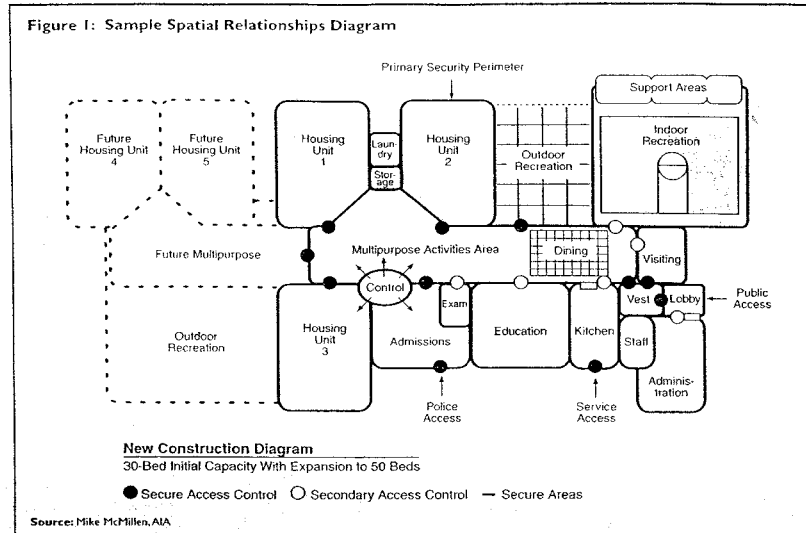 Figure 1: Sample Spatial Relationships Diagram
Primary Security Perimeter
Support Areas
Future
Housing Unit
4
Future
Housing Unit
5
Housing
Unit
1
Laun-
dry
Storage
Housing
Unit
2
Outdoor
Recreation
Indoor
Recreation
Future Multipurpose
Multipurpose Activities Area
Dining
Visiting
Control
Exam
Vest
Lobby
Public
Access
Outdoor
Recreation
Housing
Unit
3
Admissions
Education
Kitchen
Staff
Adminis-
tration
Police
Access
Service
Access
New Construction Diagram
30-Bed Initial Capacity With Expansion to 50 Beds
Secure Access Control
Secondary Access Control
Secure Areas
Source: Mike McMillen, AIA